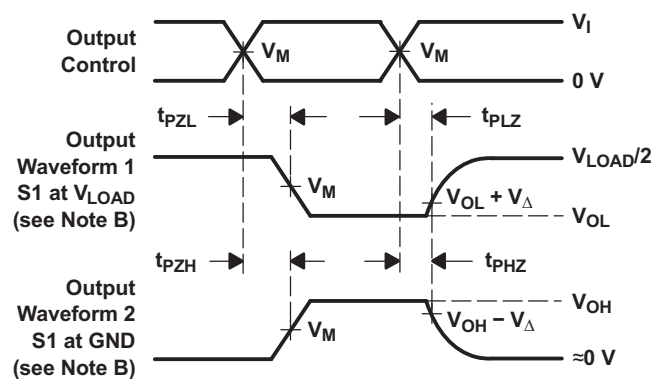 Output
Control
V_M
V_M
V_I
0 V
t_PZL
t_PLZ
Output
Waveform 1
S1 at V_LOAD
(see Note B)
V_M
V_LOAD/2
V_OL + V_Δ
V_OL
t_PZH
t_PHZ
Output
Waveform 2
S1 at GND
(see Note B)
V_M
V_OH
V_OH − V_Δ
≈0 V